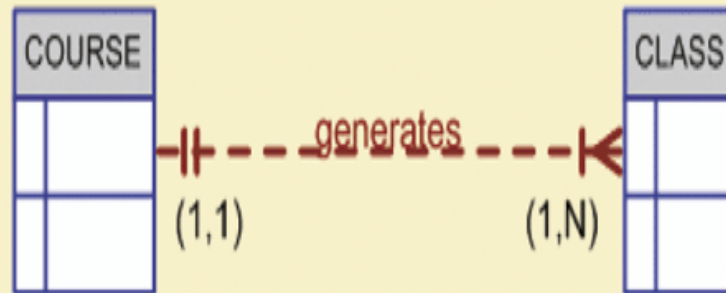 COURSE
CLASS
generates
(1,1)
(1,N)